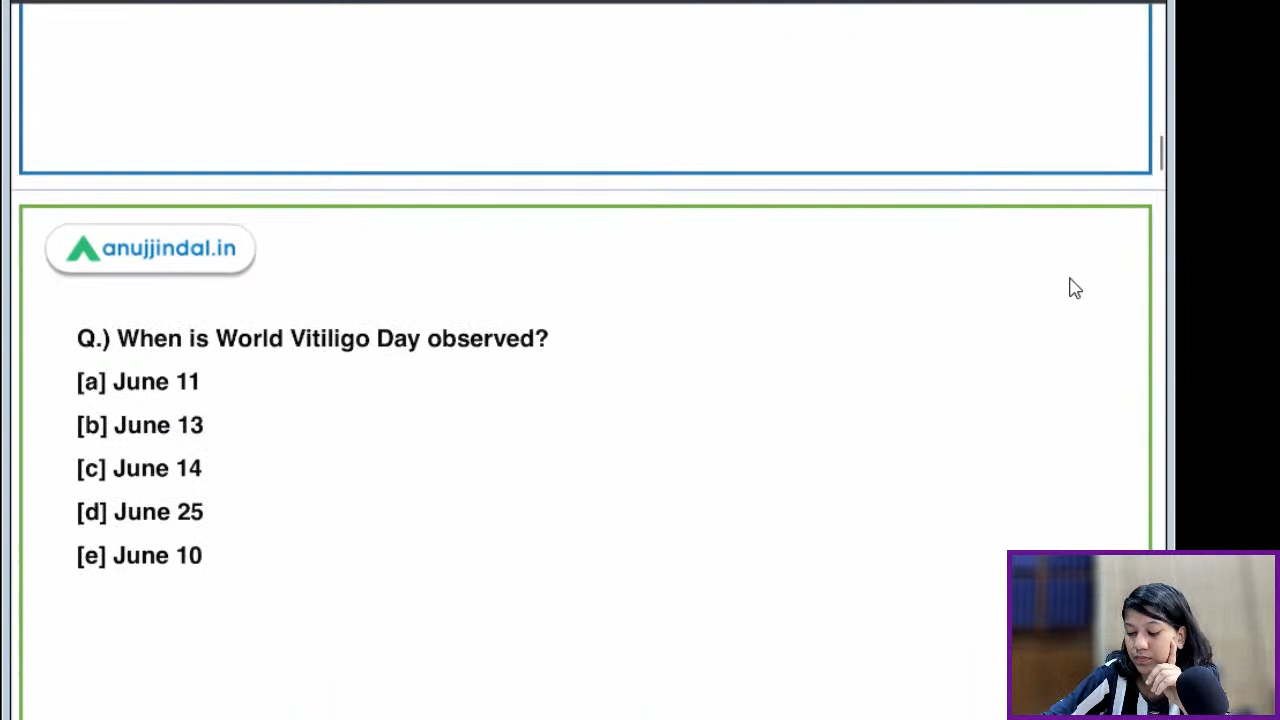 anujjindal.in
Q.) When is World Vitiligo Day observed?
[a] June 11
[b] June 13
[c] June 14
[d] June 25
[e] June 10